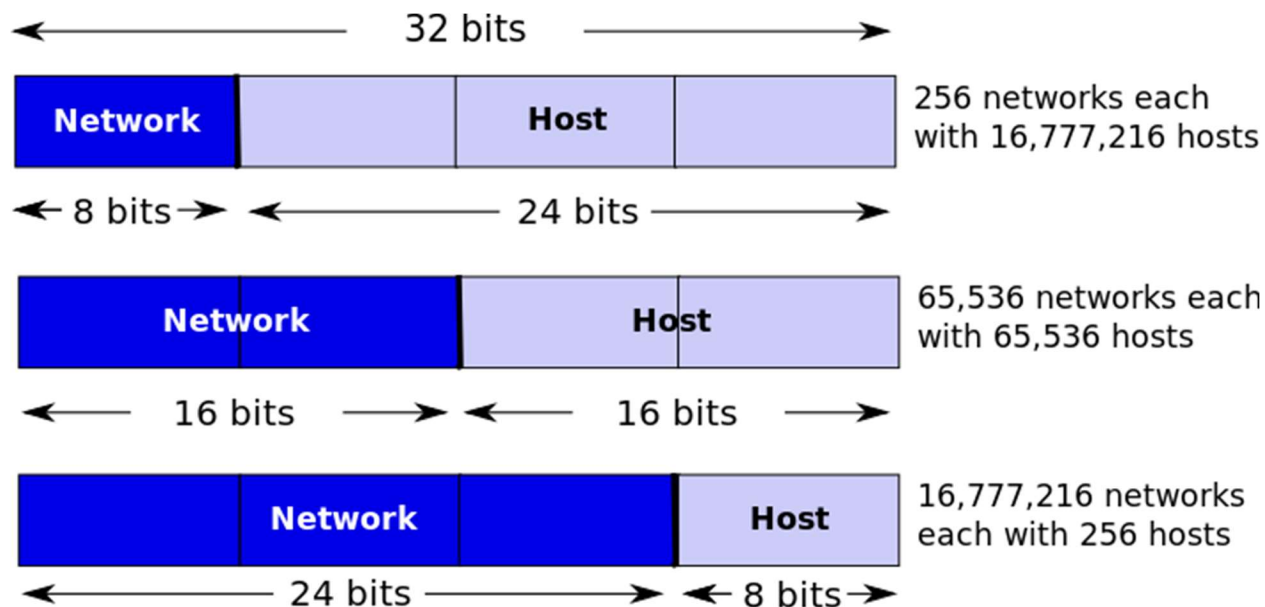 32 bits
Network
Host
256 networks each
with 16,777,216 hosts
8 bits
24 bits
Network
Host
65,536 networks each
with 65,536 hosts
16 bits
16 bits
Network
Host
16,777,216 networks
each with 256 hosts
24 bits
8 bits